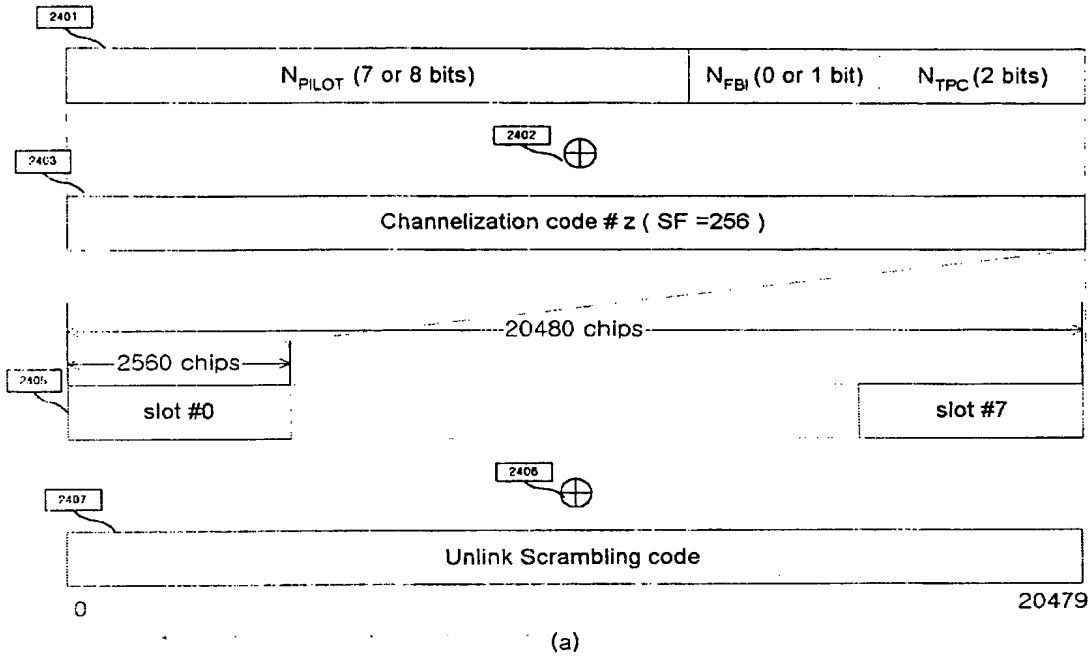 2401
N_PILOT (7 or 8 bits) N_FBI (0 or 1 bit) N_TPC (2 bits)
2402
2403
Channelization code # z ( SF =256 )
20480 chips
2560 chips
2405
slot #0 slot #7
2406
2407
Unlink Scrambling code
0 20479
(a)